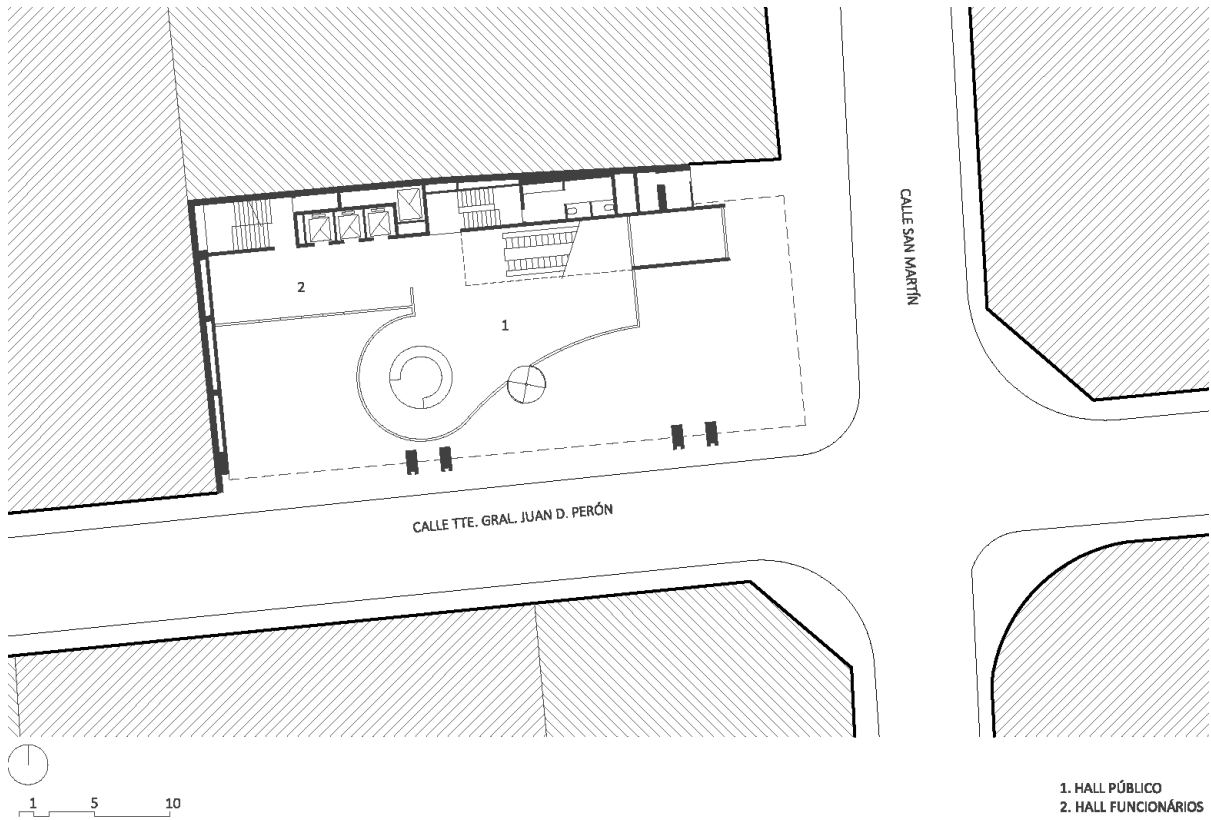 2
1
CALLE SAN MARTÍN
CALLE TTE. GRAL. JUAN D. PERÓN
1 5 10
1. HALL PÚBLICO
2. HALL FUNCIONÁRIOS